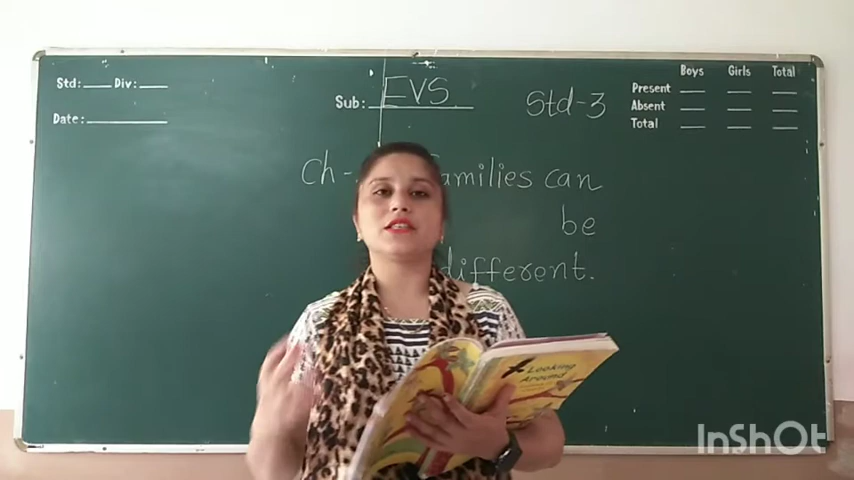 Std: Div:
Date:
Sub: EVS
Std-3
Boys Girls Total
Present
Absent
Total
Ch - amilies can
be
different.
Looking
Around
InShOt